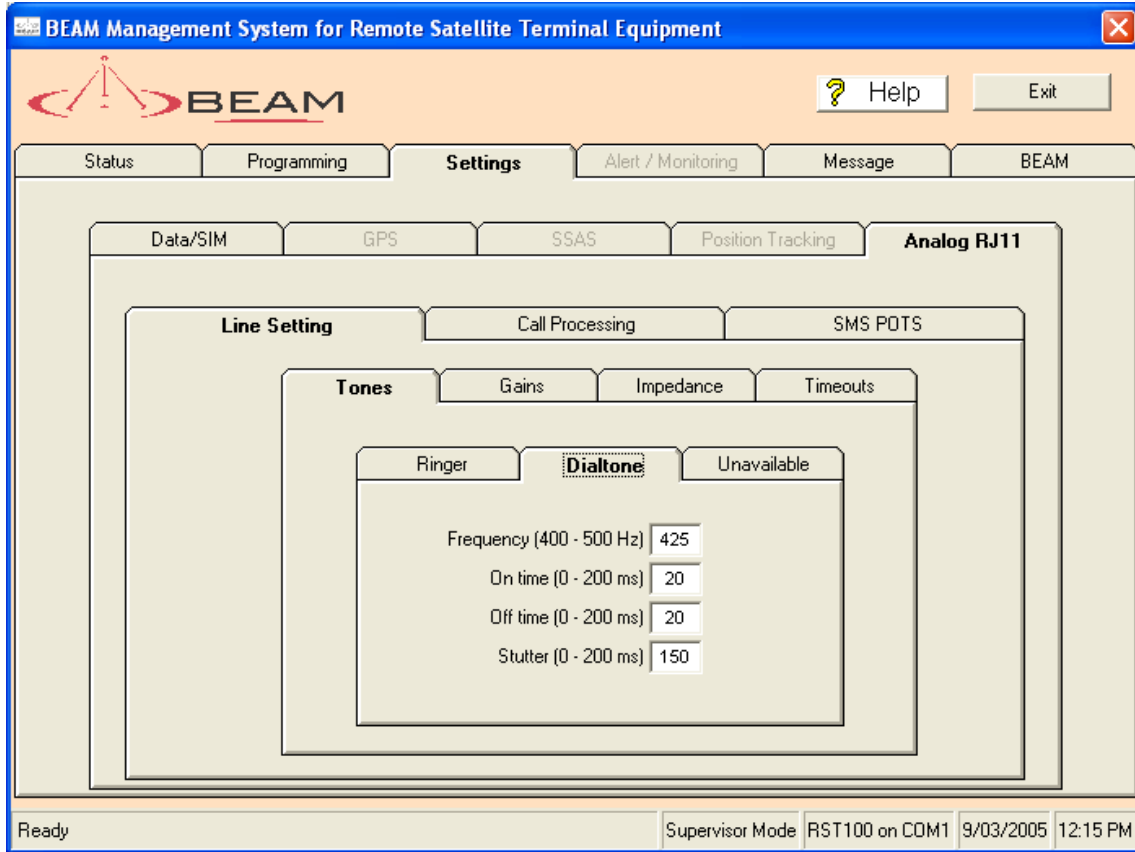 BEAM Management System for Remote Satellite Terminal Equipment
BEAM
? Help Exit
Status Programming Settings Alert / Monitoring Message BEAM
Data/SIM GPS SSAS Position Tracking Analog RJ11
Line Setting Call Processing SMS POTS
Tones Gains Impedance Timeouts
Ringer Dialtone Unavailable
Frequency (400 - 500 Hz) 425
On time (0 - 200 ms) 20
Off time (0 - 200 ms) 20
Stutter (0 - 200 ms) 150
Ready Supervisor Mode RST100 on COM1 9/03/2005 12:15 PM